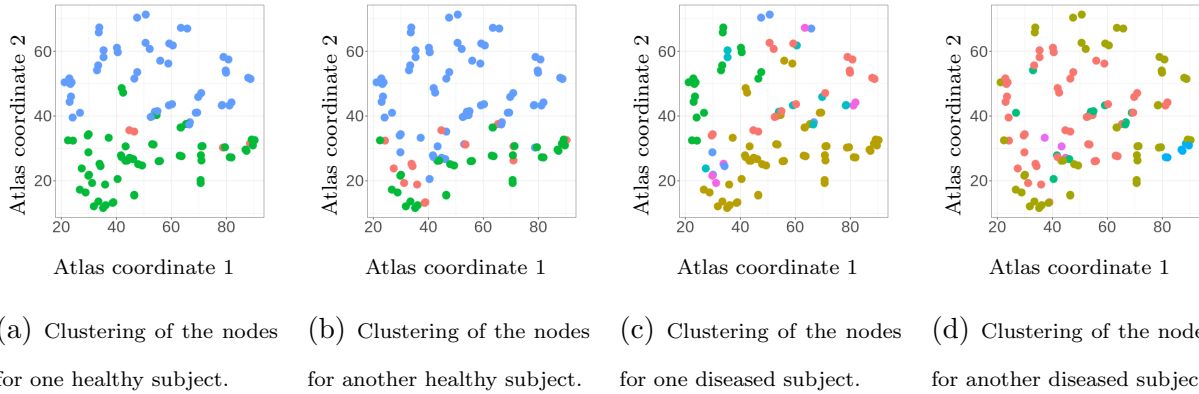 Atlas coordinate 2
60
40
20
20 40 60 80
Atlas coordinate 1
Atlas coordinate 2
60
40
20
20 40 60 80
Atlas coordinate 1
Atlas coordinate 2
60
40
20
20 40 60 80
Atlas coordinate 1
Atlas coordinate 2
60
40
20
20 40 60 80
Atlas coordinate 1
(a) Clustering of the nodes
for one healthy subject.
(b) Clustering of the nodes
for another healthy subject.
(c) Clustering of the nodes
for one diseased subject.
(d) Clustering of the node
for another diseased subjec